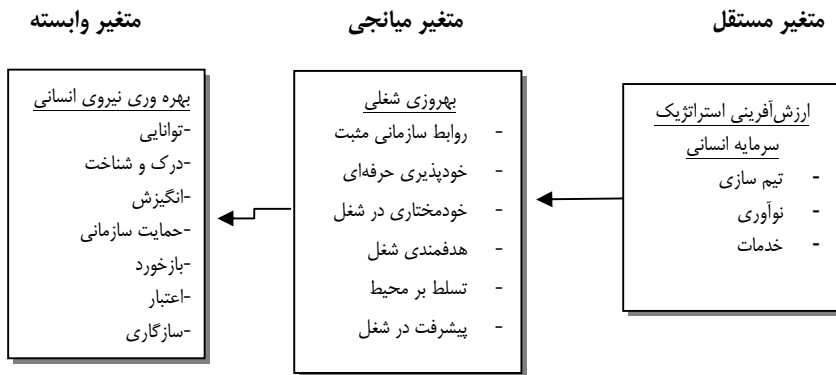 متغیر مستقل
متغیر میانجی
متغیر وابسته
ارزش‌آفرینی استراتژیک
سرمایه انسانی
- تیم سازی
- نوآوری
- خدمات
بهروزی شغلی
- روابط سازمانی مثبت
- خودپذیری حرفه‌ای
- خودمختاری در شغل
- هدفمندی شغل
- تسلط بر محیط
- پیشرفت در شغل
بهره وری نیروی انسانی
-توانایی
-درک و شناخت
-انگیزش
-حمایت سازمانی
-بازخورد
-اعتبار
-سازگاری